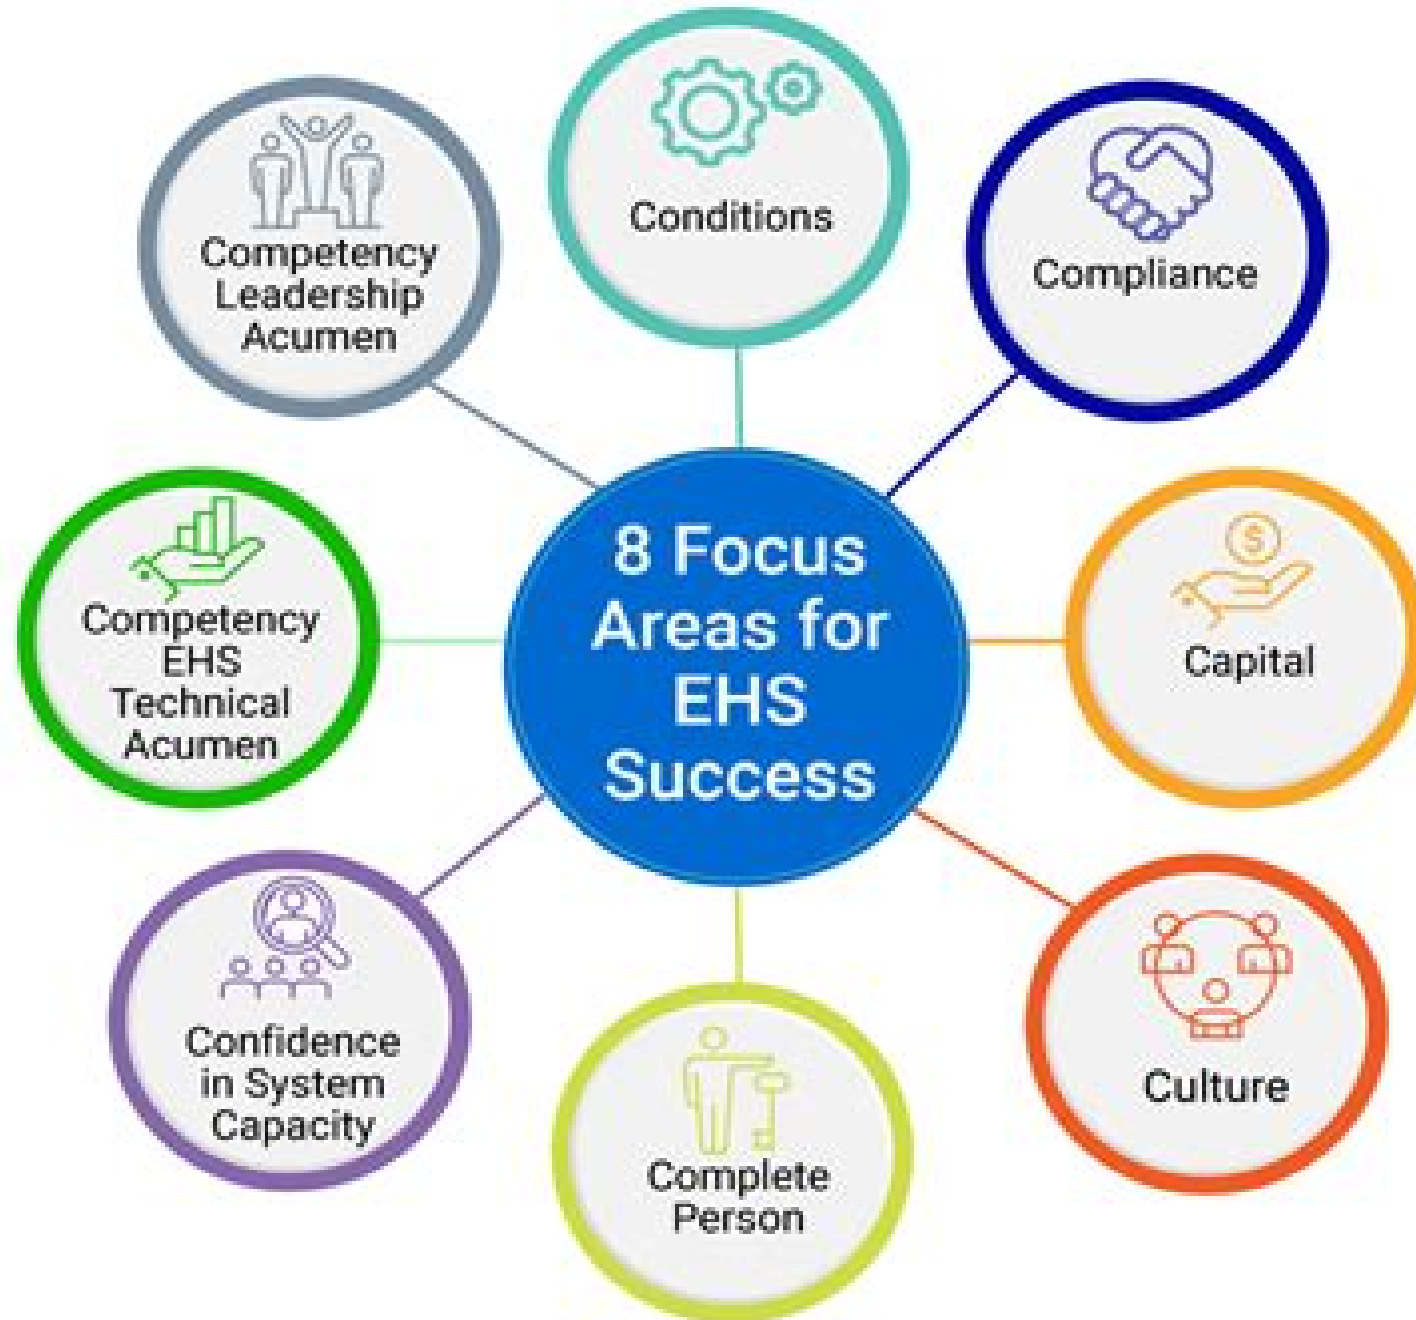 8 Focus
Areas for
EHS
Success
Conditions
Compliance
Capital
Culture
Complete
Person
Confidence
in System
Capacity
Competency
EHS
Technical
Acumen
Competency
Leadership
Acumen
$